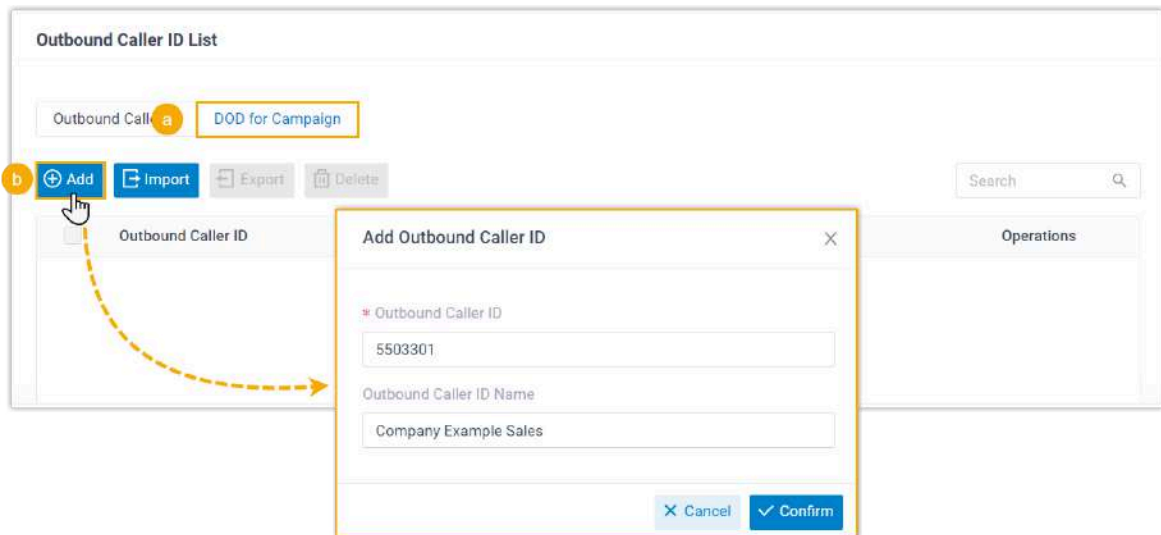 Outbound Caller ID List
Outbound Calle a DOD for Campaign
b Add Import Export Delete Search
Outbound Caller ID Operations
Add Outbound Caller ID
* Outbound Caller ID
5503301
Outbound Caller ID Name
Company Example Sales
Cancel Confirm